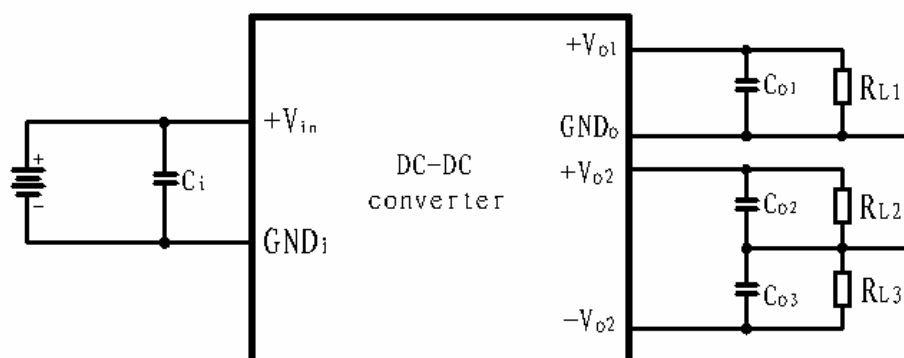 +Vo1
Co1
RL1
GNDo
+Vin
+
-
Ci
DC-DC
converter
GNDi
+Vo2
Co2
RL2
Co3
RL3
-Vo2